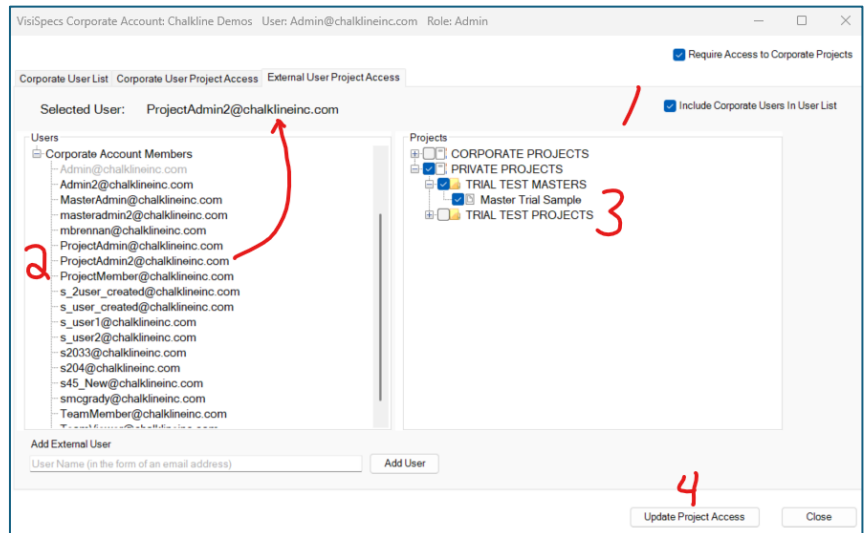 VisiSpecs Corporate Account: Chalkline Demos User: Admin@chalklineinc.com Role: Admin
Require Access to Corporate Projects
Corporate User List Corporate User Project Access External User Project Access
1
Selected User: ProjectAdmin2@chalklineinc.com
Include Corporate Users In User List
Users
Corporate Account Members
Admin@chalklineinc.com
Admin2@chalklineinc.com
MasterAdmin@chalklineinc.com
masteradmin2@chalklineinc.com
mbrennan@chalklineinc.com
ProjectAdmin@chalklineinc.com
2
ProjectAdmin2@chalklineinc.com
ProjectMember@chalklineinc.com
s_2user_created@chalklineinc.com
s_user_created@chalklineinc.com
s_user1@chalklineinc.com
s_user2@chalklineinc.com
s2033@chalklineinc.com
s204@chalklineinc.com
s45_New@chalklineinc.com
smcgrady@chalklineinc.com
TeamMember@chalklineinc.com
Projects
CORPORATE PROJECTS
PRIVATE PROJECTS
TRIAL TEST MASTERS
Master Trial Sample
3
TRIAL TEST PROJECTS
Add External User
User Name (in the form of an email address) Add User
4
Update Project Access Close